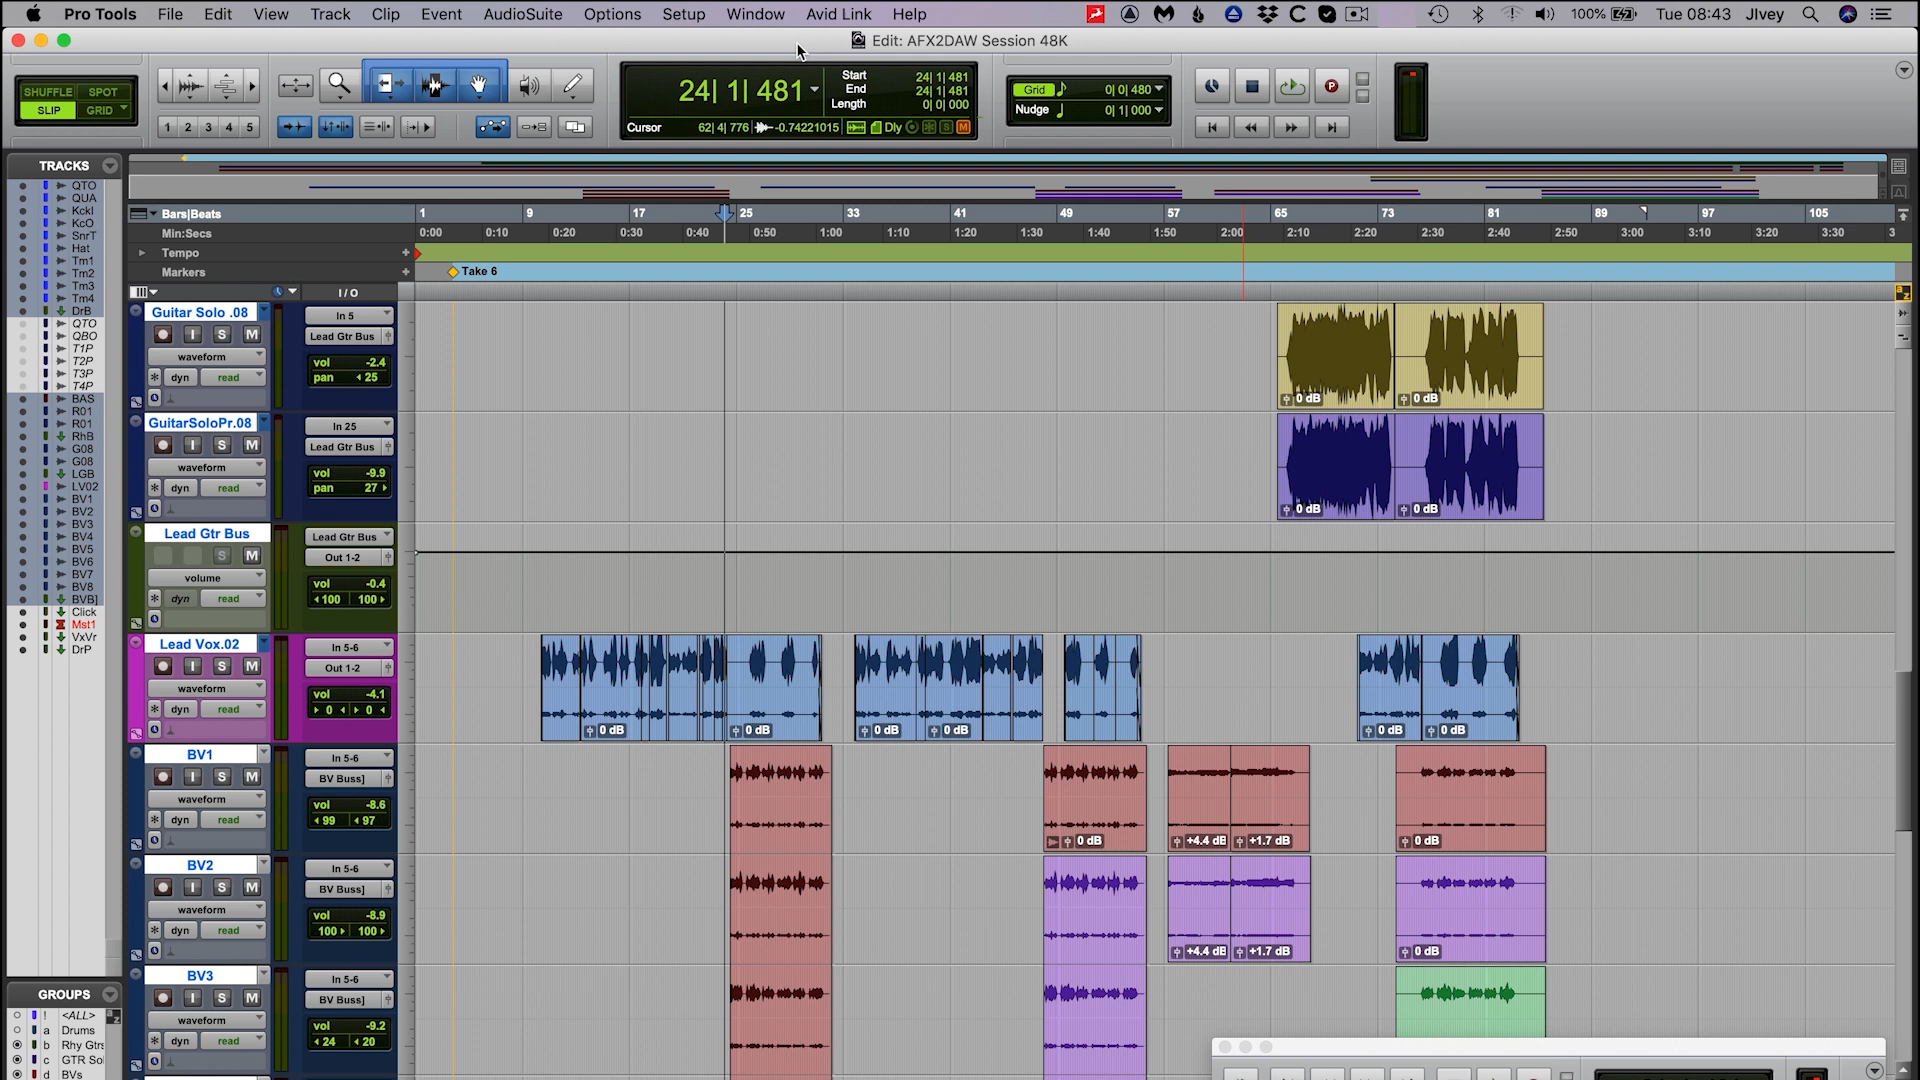 Pro Tools File Edit View Track Clip Event AudioSuite Options Setup Window Avid Link Help 100% Tue 08:43 JIvey
Edit: AFX2DAW Session 48K
SHUFFLE SPOT
SLIP GRID
1 2 3 4 5
24| 1| 481
Start 24| 1| 481
End 24| 1| 481
Length 0| 0| 000
Cursor 62| 4| 776 -0.74221015 Dly S M
Grid 0| 0| 480
Nudge 0| 1| 000
TRACKS
QTO
QUA
KckI
KcO
SnrT
Hat
Tm1
Tm2
Tm3
Tm4
DrB
QTO
QBO
T1P
T2P
T3P
T4P
BAS
R01
R01
RhB
G08
G08
LGB
LV02
BV1
BV2
BV3
BV4
BV5
BV6
BV7
BV8
BVB]
Click
Mst1
VxVr
DrP
GROUPS
! <ALL>
a Drums
b Rhy Gtrs
c GTR Sol
d BVs
Bars|Beats 1 9 17 25 33 41 49 57 65 73 81 89 97 105
Min:Secs 0:00 0:10 0:20 0:30 0:40 0:50 1:00 1:10 1:20 1:30 1:40 1:50 2:00 2:10 2:20 2:30 2:40 2:50 3:00 3:10 3:20 3:30 3
Tempo
Markers Take 6
I / O
Guitar Solo .08 In 5
I S M Lead Gtr Bus
waveform vol -2.4
dyn read pan 25
0 dB 0 dB
GuitarSoloPr.08 In 25
I S M Lead Gtr Bus
waveform vol -9.9
dyn read pan 27
0 dB 0 dB
Lead Gtr Bus Lead Gtr Bus
S M Out 1-2
volume vol -0.4
dyn read 100 100
Lead Vox.02 In 5-6
I S M Out 1-2
waveform vol -4.1
dyn read 0 0
0 dB 0 dB 0 dB 0 dB 0 dB 0 dB
BV1 In 5-6
I S M BV Buss]
waveform vol -8.6
dyn read 99 97
0 dB +4.4 dB +1.7 dB 0 dB
BV2 In 5-6
I S M BV Buss]
waveform vol -8.9
dyn read 100 100
+4.4 dB +1.7 dB 0 dB
BV3 In 5-6
I S M BV Buss]
waveform vol -9.2
dyn read 24 20